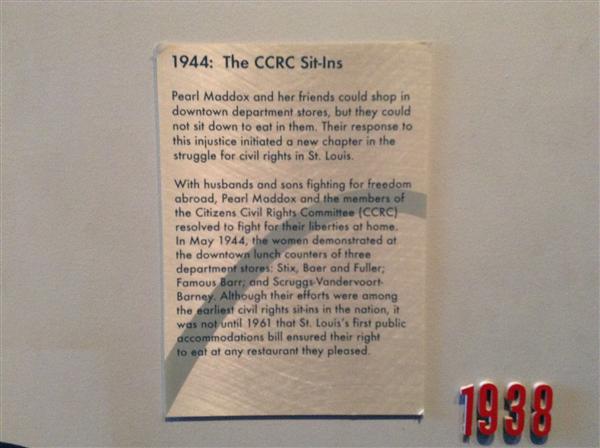 1944: The CCRC Sit-Ins
Pearl Maddox and her friends could shop in
downtown department stores, but they could
not sit down to eat in them. Their response to
this injustice initiated a new chapter in the
struggle for civil rights in St. Louis.
With husbands and sons fighting for freedom
abroad, Pearl Maddox and the members of
the Citizens Civil Rights Committee (CCRC)
resolved to fight for their liberties at home.
In May 1944, the women demonstrated at
the downtown lunch counters of three
department stores: Stix, Baer and Fuller;
Famous Barr; and Scruggs-Vandervoort-
Barney. Although their efforts were among
the earliest civil rights sit-ins in the nation, it
was not until 1961 that St. Louis's first public
accommodations bill ensured their right
to eat at any restaurant they pleased.
1938